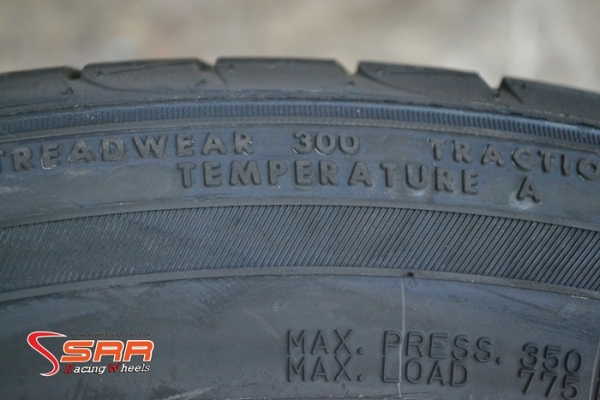 TREADWEAR 300 TRACTIO
TEMPERATURE A
MAX. PRESS. 350
MAX. LOAD 775
SRR
Racing Wheels